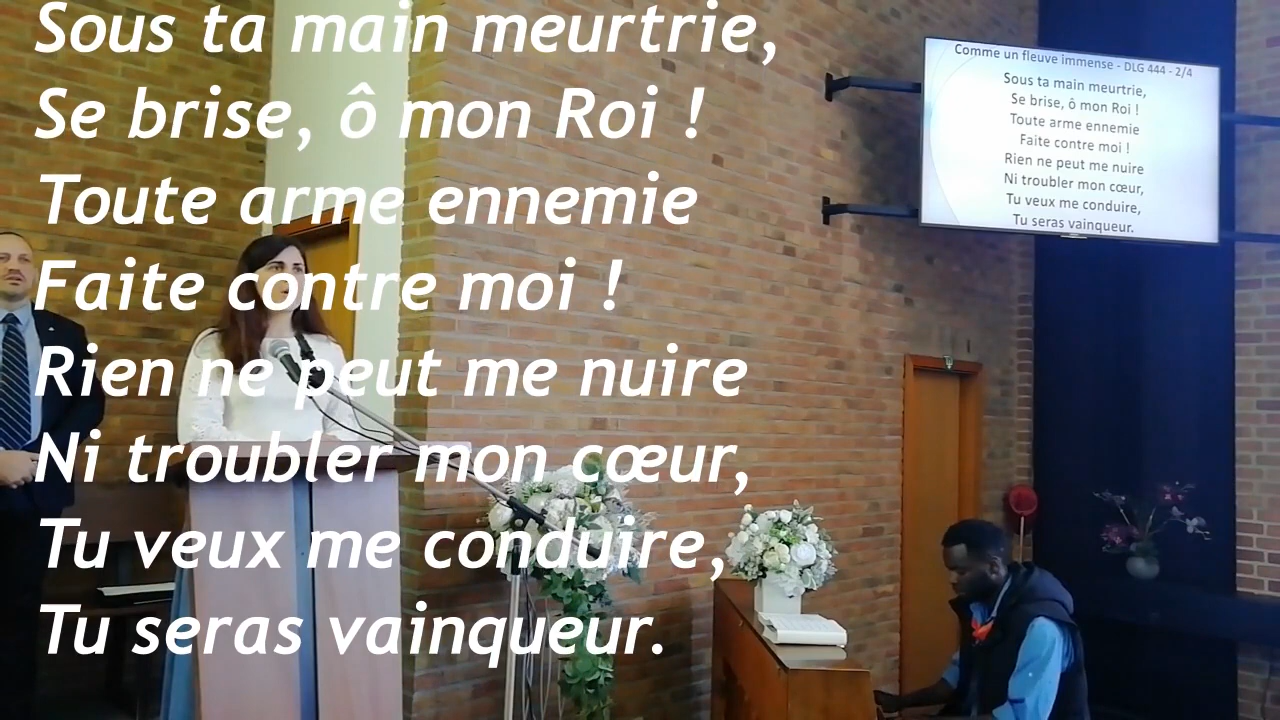 Sous ta main meurtrie,
Se brise, ô mon Roi !
Toute arme ennemie
Faite contre moi !
Rien ne peut me nuire
Ni troubler mon cœur,
Tu veux me conduire,
Tu seras vainqueur.
Comme un fleuve immense - DLG 444 - 2/4
Sous ta main meurtrie,
Se brise, ô mon Roi !
Toute arme ennemie
Faite contre moi !
Rien ne peut me nuire
Ni troubler mon cœur,
Tu veux me conduire,
Tu seras vainqueur.